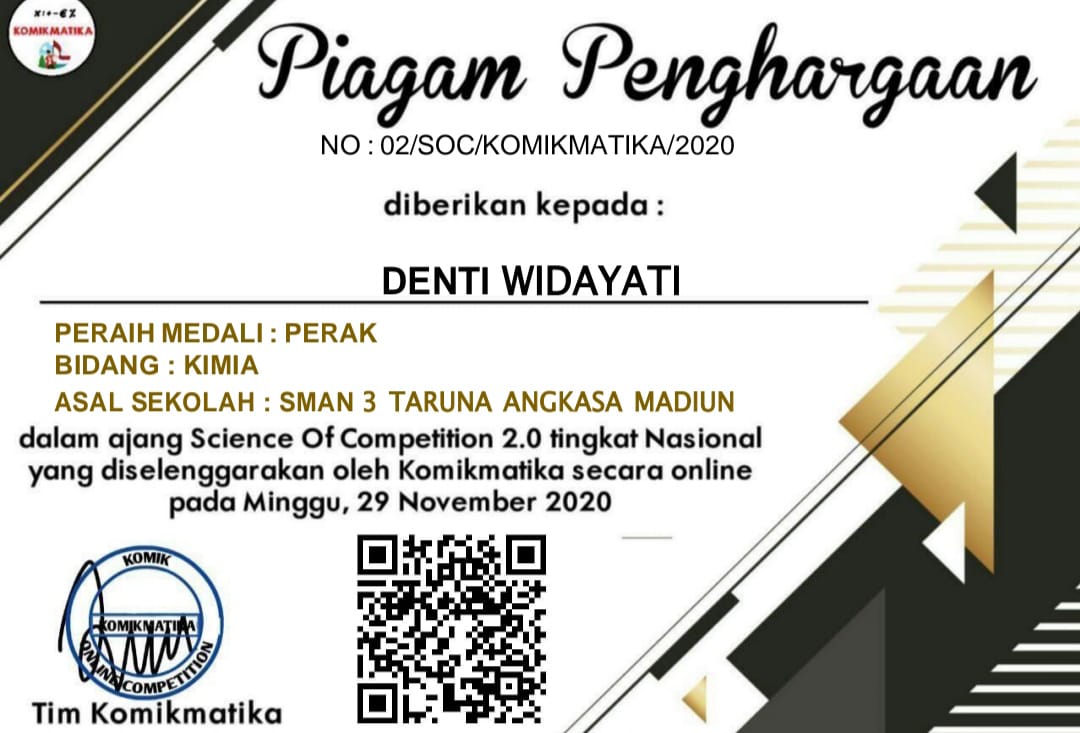 x÷+-€%
KOMIKMATIKA
Piagam Penghargaan
NO : 02/SOC/KOMIKMATIKA/2020
diberikan kepada :
DENTI WIDAYATI
PERAIH MEDALI : PERAK
BIDANG : KIMIA
ASAL SEKOLAH : SMAN 3 TARUNA ANGKASA MADIUN
dalam ajang Science Of Competition 2.0 tingkat Nasional
yang diselenggarakan oleh Komikmatika secara online
pada Minggu, 29 November 2020
KOMIK
KOMIKMATIKA
ONLINE COMPETITION
Tim Komikmatika